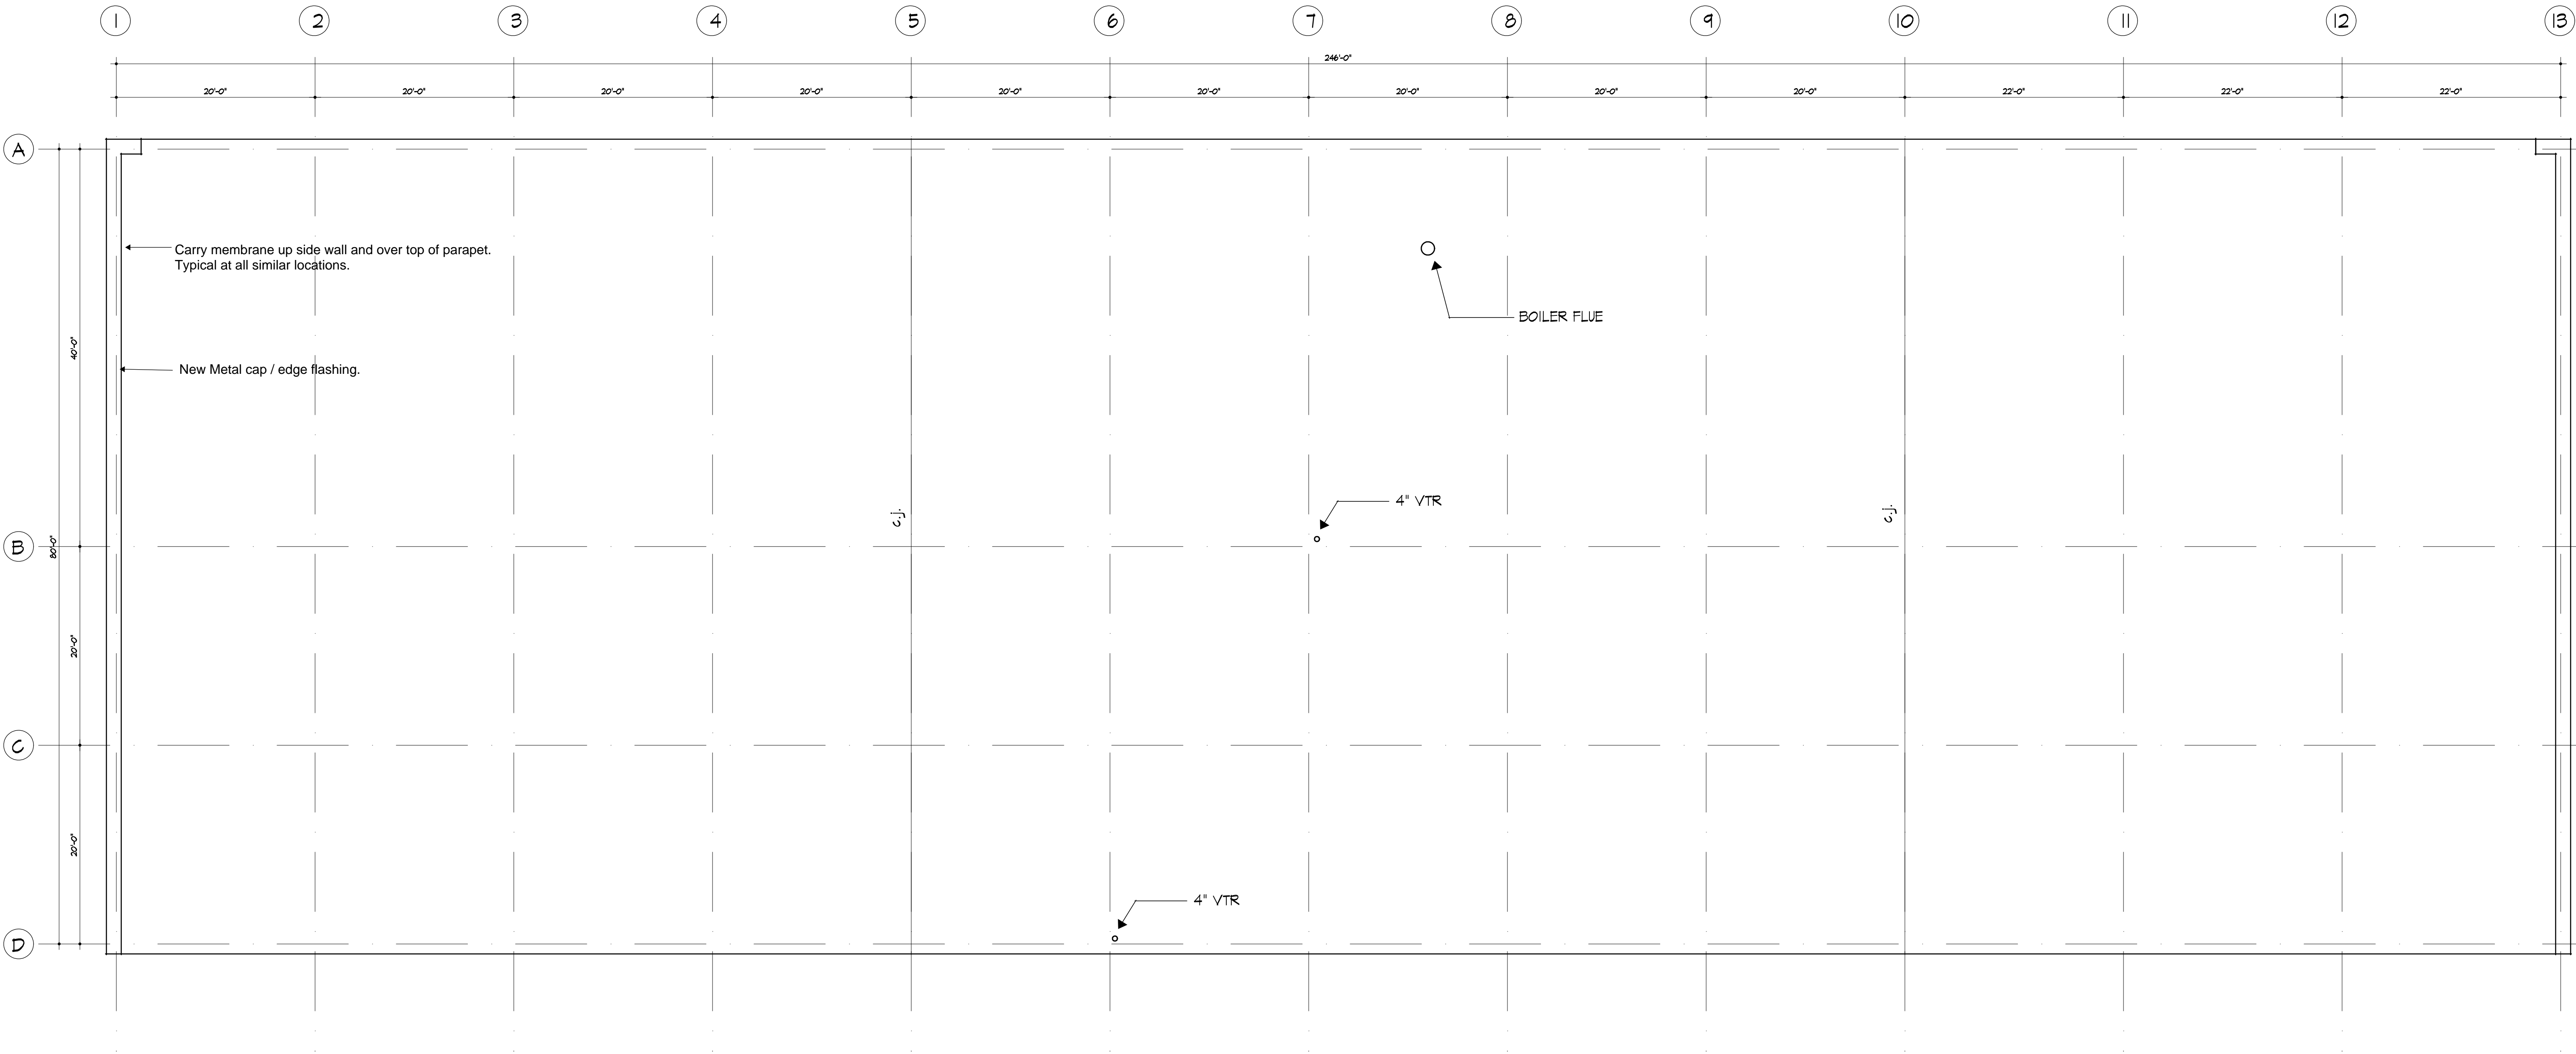 1 2 3 4 5 6 7 8 9 10 11 12 13
246'-0"
20'-0" 20'-0" 20'-0" 20'-0" 20'-0" 20'-0" 20'-0" 20'-0" 20'-0" 22'-0" 22'-0" 22'-0"
A
Carry membrane up side wall and over top of parapet.
Typical at all similar locations.
BOILER FLUE
40'-0"
New Metal cap / edge flashing.
4" VTR
c.j.
c.j.
B
80'-0"
20'-0"
C
20'-0"
4" VTR
D